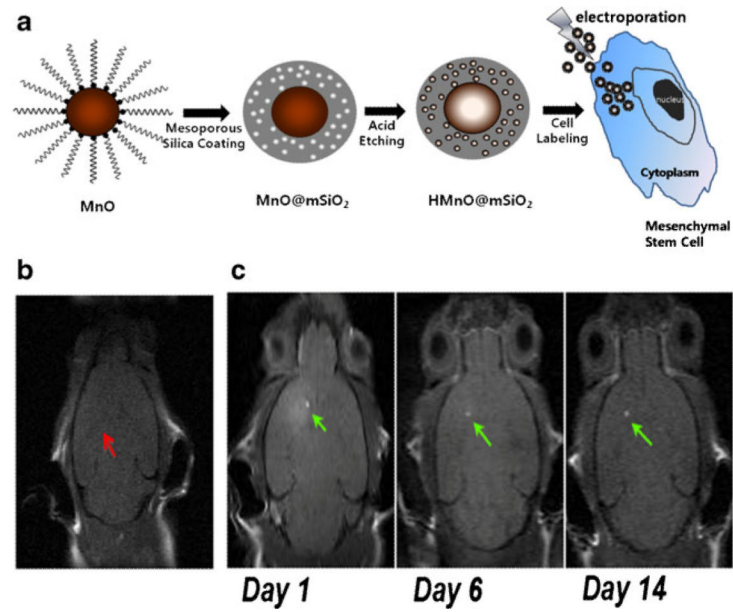 a
electroporation
Mesoporous
Silica Coating
Acid
Etching
Cell
Labeling
nucleus
Cytoplasm
MnO
MnO@mSiO₂
HMnO@mSiO₂
Mesenchymal
Stem Cell
b
c
Day 1
Day 6
Day 14